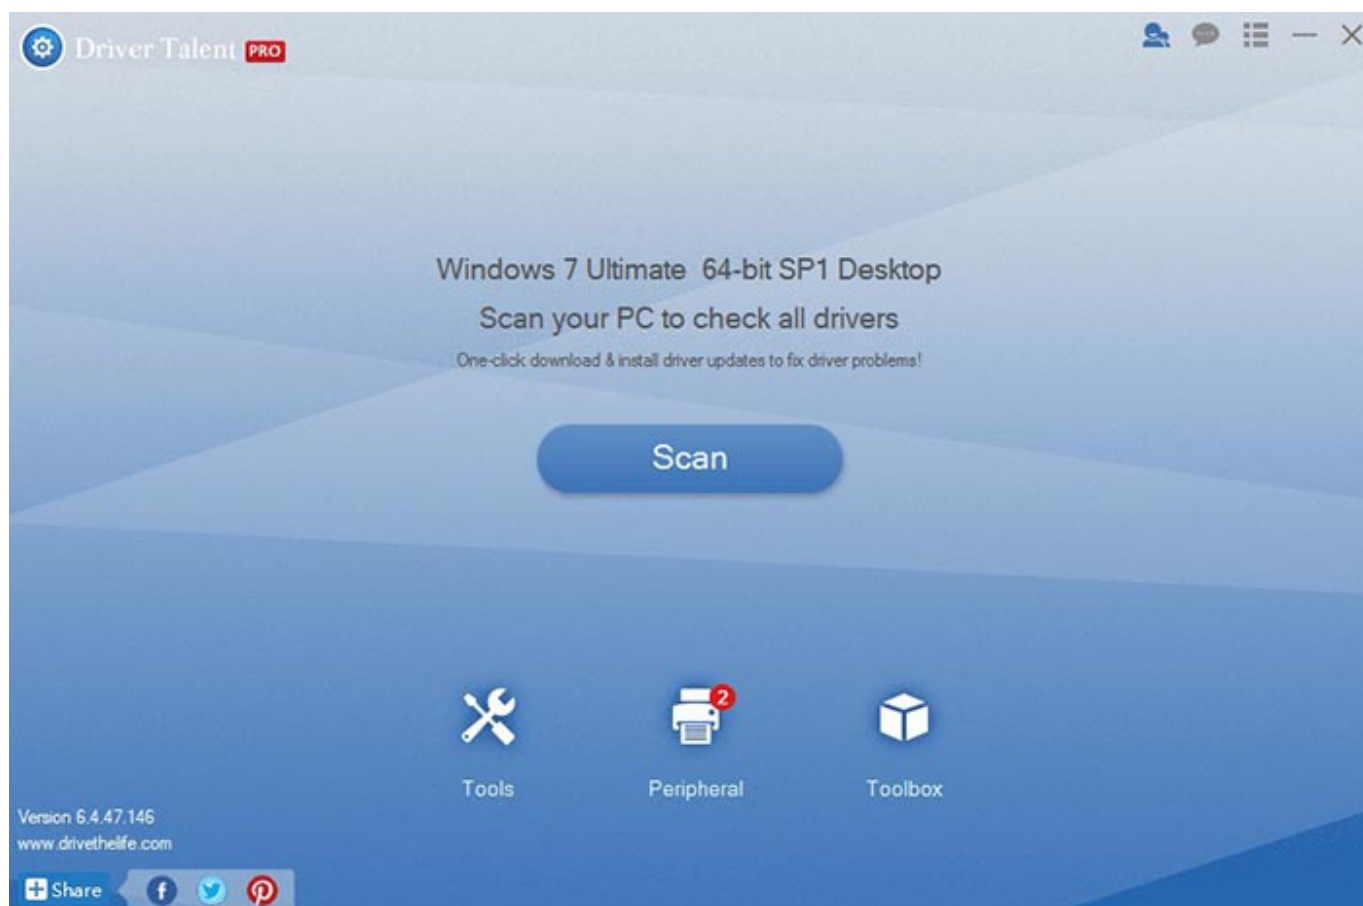 Driver Talent PRO
Windows 7 Ultimate 64-bit SP1 Desktop
Scan your PC to check all drivers
One-click download & install driver updates to fix driver problems!
Scan
2
Tools
Peripheral
Toolbox
Version 6.4.47.146
www.drivethelife.com
Share